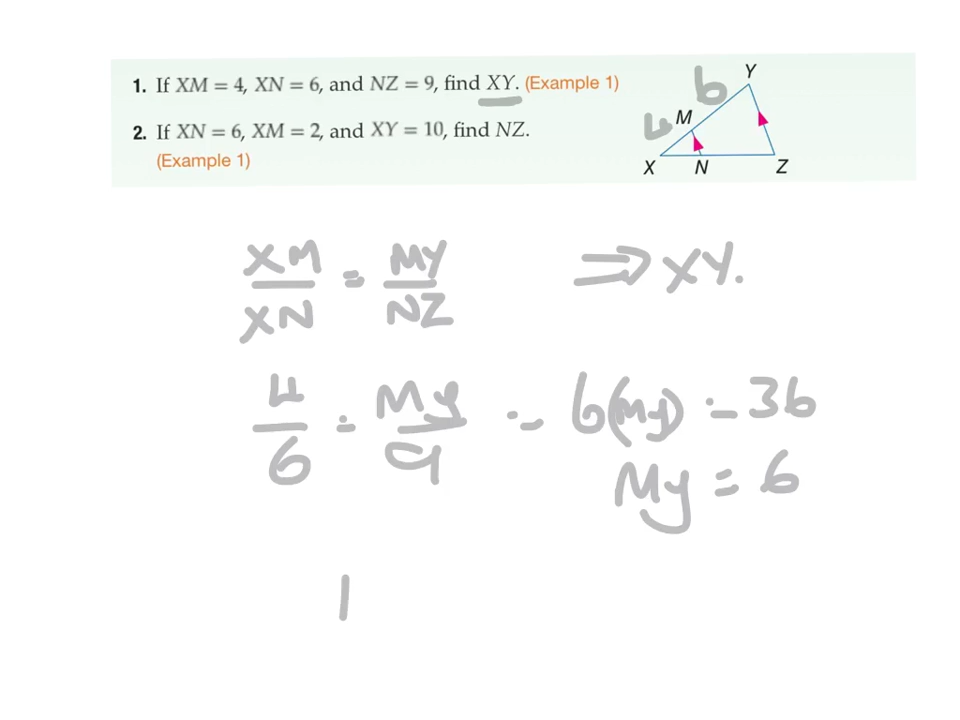 1. If XM = 4, XN = 6, and NZ = 9, find XY. (Example 1)
2. If XN = 6, XM = 2, and XY = 10, find NZ.
(Example 1)
Y
6
M
4
X N Z
XM/XN = MY/NZ ⇒ XY.
4/6 = My/9 = 6(My) = 36
My = 6
1